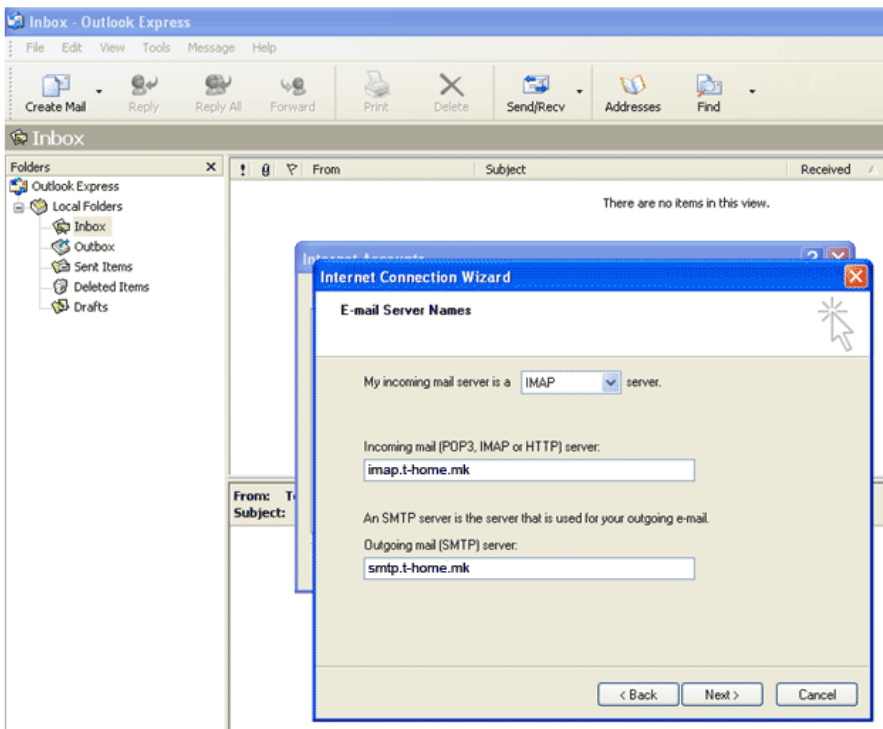 Inbox - Outlook Express
File Edit View Tools Message Help
Create Mail Reply Reply All Forward Print Delete Send/Recv Addresses Find
Inbox
Folders x
! From Subject Received
Outlook Express
Local Folders
Inbox
Outbox
Sent Items
Deleted Items
Drafts
There are no items in this view.
Internet Accounts
Internet Connection Wizard
E-mail Server Names
My incoming mail server is a IMAP server.
Incoming mail (POP3, IMAP or HTTP) server:
imap.t-home.mk
An SMTP server is the server that is used for your outgoing e-mail.
Outgoing mail (SMTP) server:
smtp.t-home.mk
< Back Next > Cancel
From:
Subject: